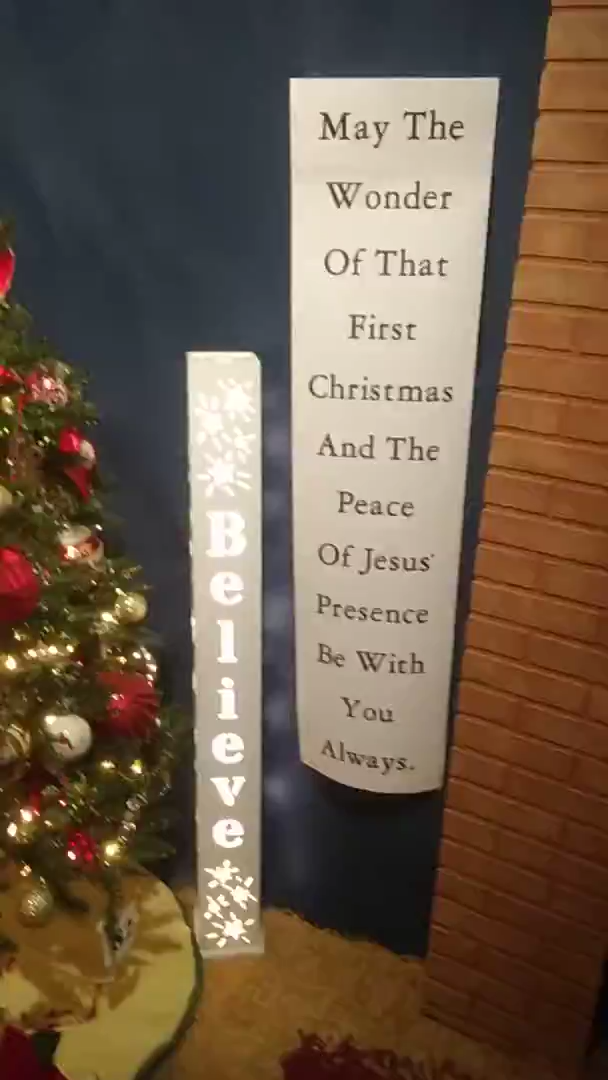 May The
Wonder
Of That
First
Christmas
And The
Peace
Of Jesus'
Presence
Be With
You
Always.
Believe